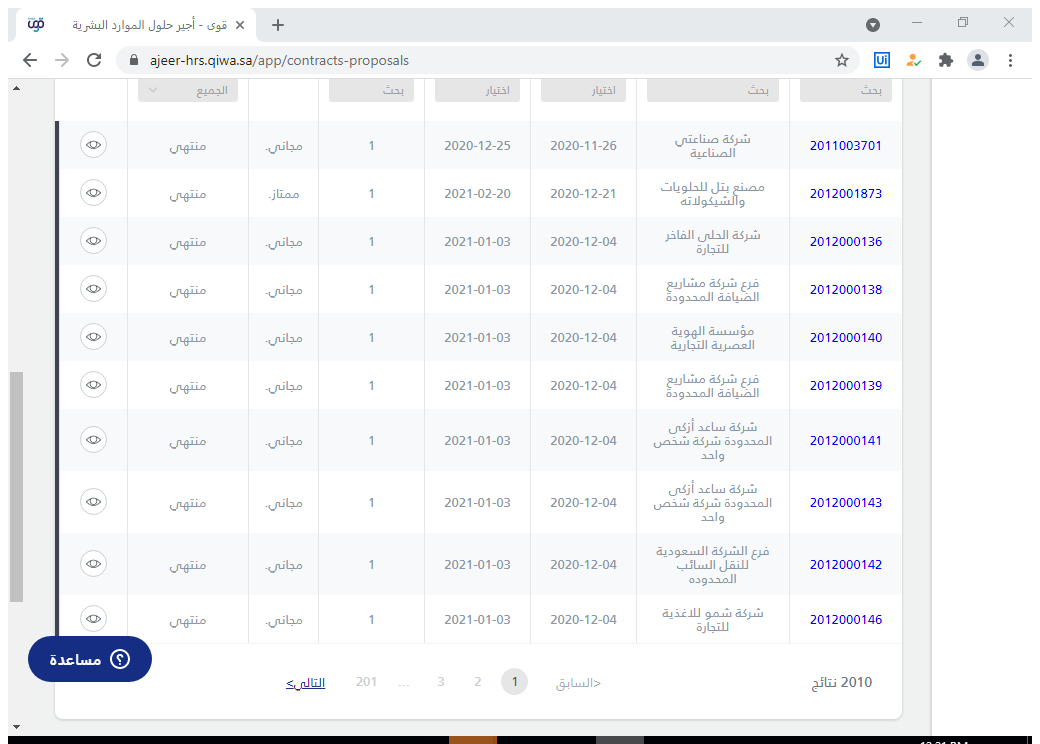 قوى - أجير حلول الموارد البشرية
ajeer-hrs.qiwa.sa/app/contracts-proposals
بحث بحث اختيار اختيار بحث الجميع
2011003701 شركة صناعتي الصناعية 2020-11-26 2020-12-25 1 مجاني. منتهي
2012001873 مصنع بتل للحلويات والشيكولاته 2020-12-21 2021-02-20 1 ممتاز. منتهي
2012000136 شركة الحلى الفاخر للتجارة 2020-12-04 2021-01-03 1 مجاني. منتهي
2012000138 فرع شركة مشاريع الضيافة المحدودة 2020-12-04 2021-01-03 1 مجاني. منتهي
2012000140 مؤسسة الهوية العصرية التجارية 2020-12-04 2021-01-03 1 مجاني. منتهي
2012000139 فرع شركة مشاريع الضيافة المحدودة 2020-12-04 2021-01-03 1 مجاني. منتهي
2012000141 شركة ساعد أزكى المحدودة شركة شخص واحد 2020-12-04 2021-01-03 1 مجاني. منتهي
2012000143 شركة ساعد أزكى المحدودة شركة شخص واحد 2020-12-04 2021-01-03 1 مجاني. منتهي
2012000142 فرع الشركة السعودية للنقل السائب المحدوده 2020-12-04 2021-01-03 1 مجاني. منتهي
2012000146 شركة شمو للاغذية للتجارة 2020-12-04 2021-01-03 1 مجاني. منتهي
2010 نتائج
<السابق 1 2 3 ... 201 التالي>
مساعدة